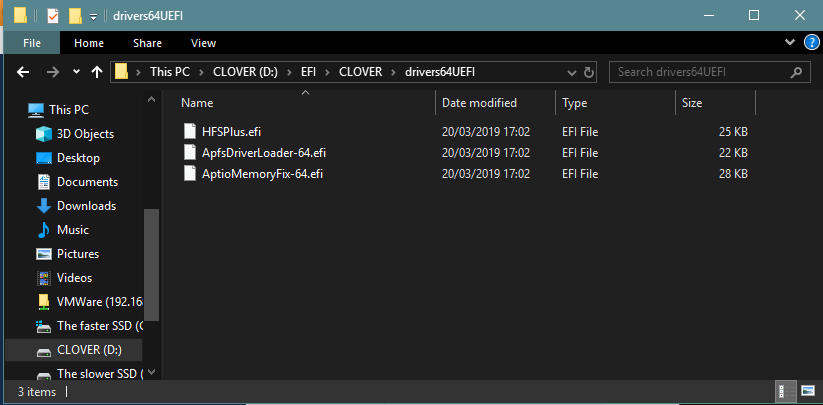 drivers64UEFI
File Home Share View
This PC CLOVER (D:) EFI CLOVER drivers64UEFI Search drivers64UEFI
Name Date modified Type Size
This PC
3D Objects
Desktop
Documents
Downloads
Music
Pictures
Videos
VMWare (192.16
The faster SSD (C
CLOVER (D:)
The slower SSD (
HFSPlus.efi 20/03/2019 17:02 EFI File 25 KB
ApfsDriverLoader-64.efi 20/03/2019 17:02 EFI File 22 KB
AptioMemoryFix-64.efi 20/03/2019 17:02 EFI File 28 KB
3 items